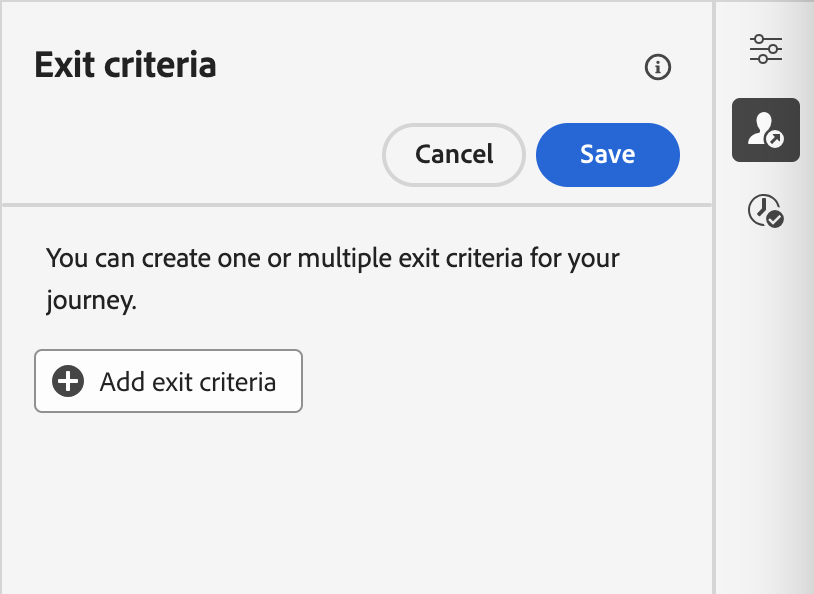 Exit criteria
Cancel
Save
You can create one or multiple exit criteria for your
journey.
Add exit criteria